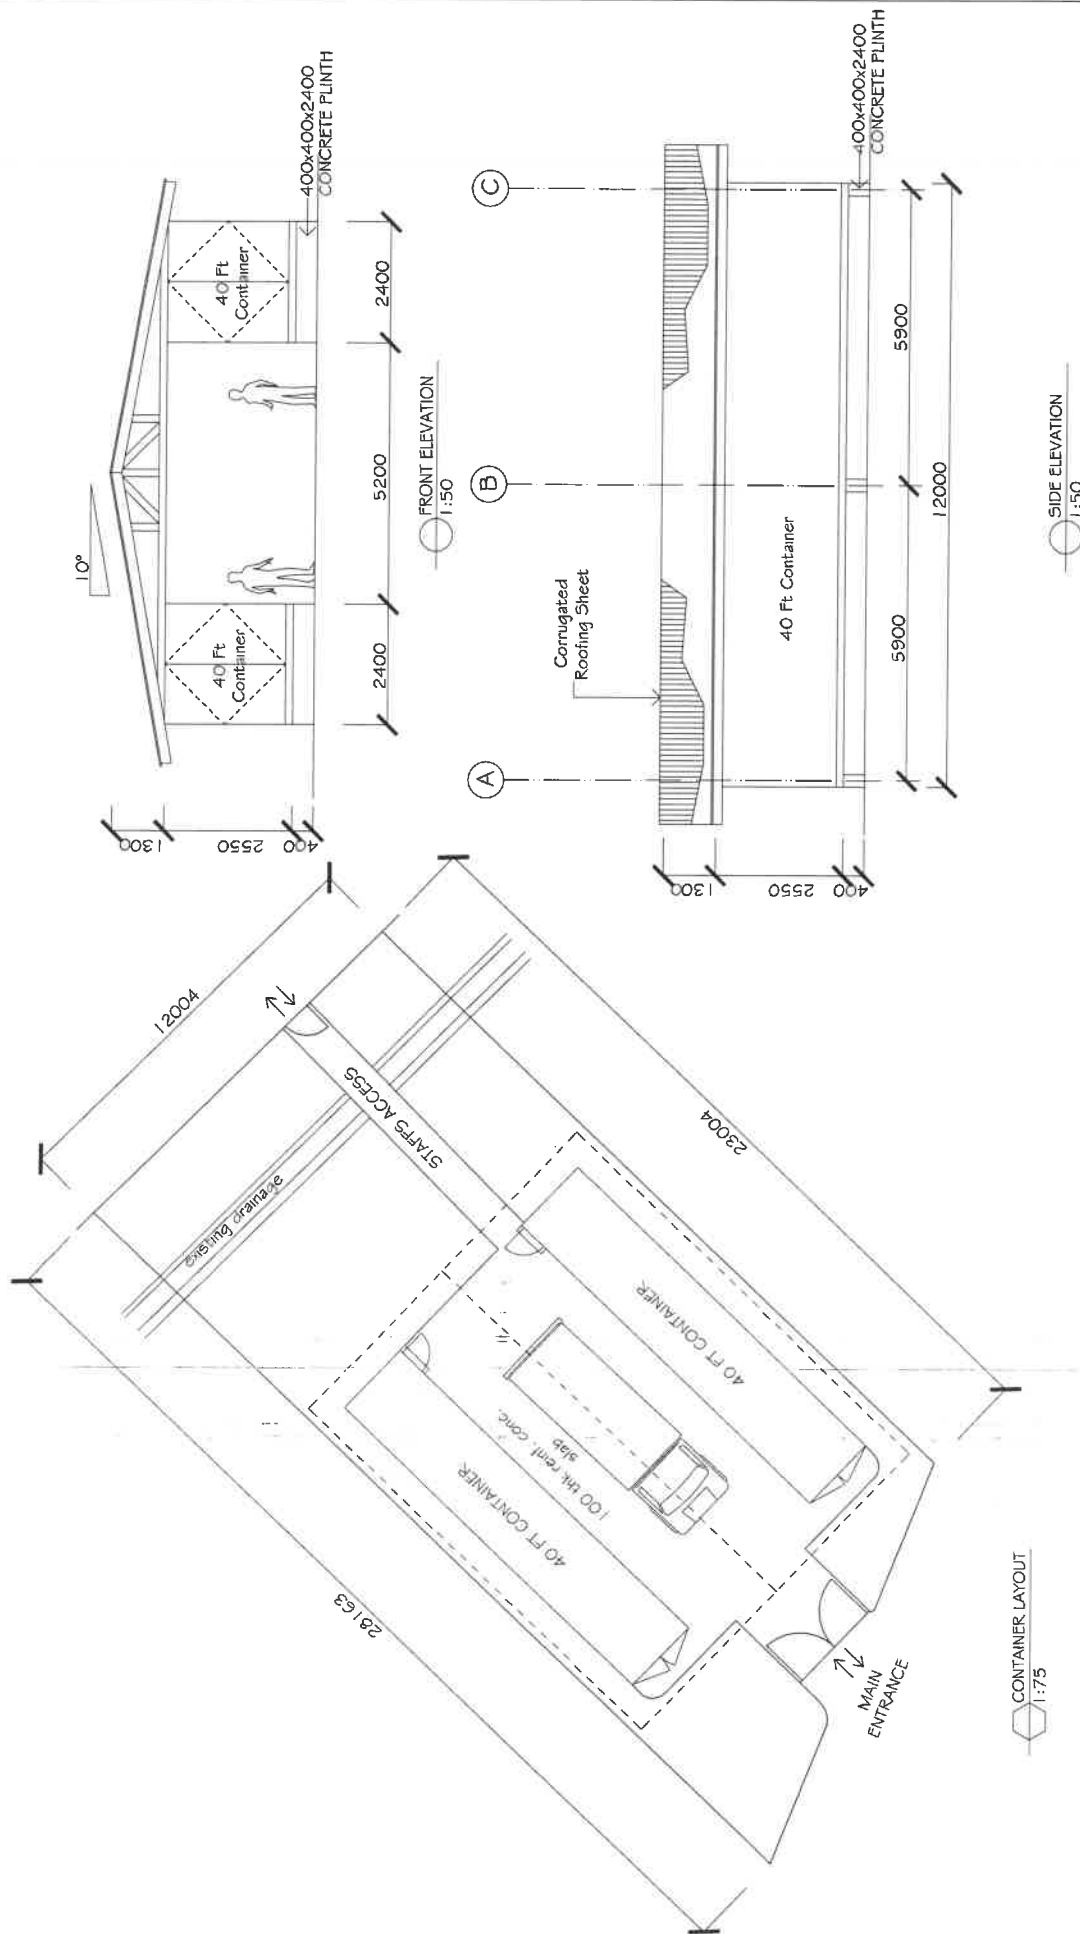 10°
40 Ft
Container
40 Ft
Container
400x400x2400
CONCRETE PLINTH
1300
2550
400
2400
5200
2400
FRONT ELEVATION
1:50
A
B
C
Corrugated
Roofing Sheet
40 Ft Container
400x400x2400
CONCRETE PLINTH
1300
2550
400
5900
5900
12000
SIDE ELEVATION
1:50
12004
28163
23004
existing drainage
STAFFS ACCESS
40 FT CONTAINER
100 thk reinf. conc.
slab
40 FT CONTAINER
MAIN
ENTRANCE
CONTAINER LAYOUT
1:75